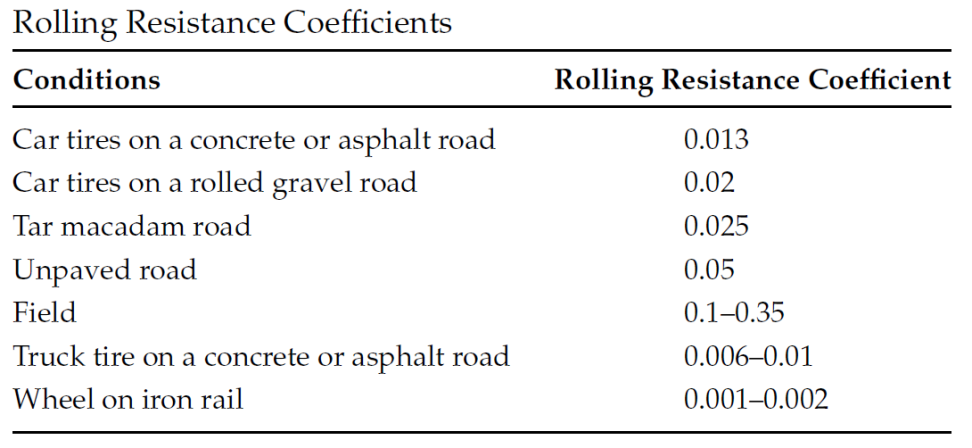 Rolling Resistance Coefficients
Conditions Rolling Resistance Coefficient
Car tires on a concrete or asphalt road 0.013
Car tires on a rolled gravel road 0.02
Tar macadam road 0.025
Unpaved road 0.05
Field 0.1–0.35
Truck tire on a concrete or asphalt road 0.006–0.01
Wheel on iron rail 0.001–0.002